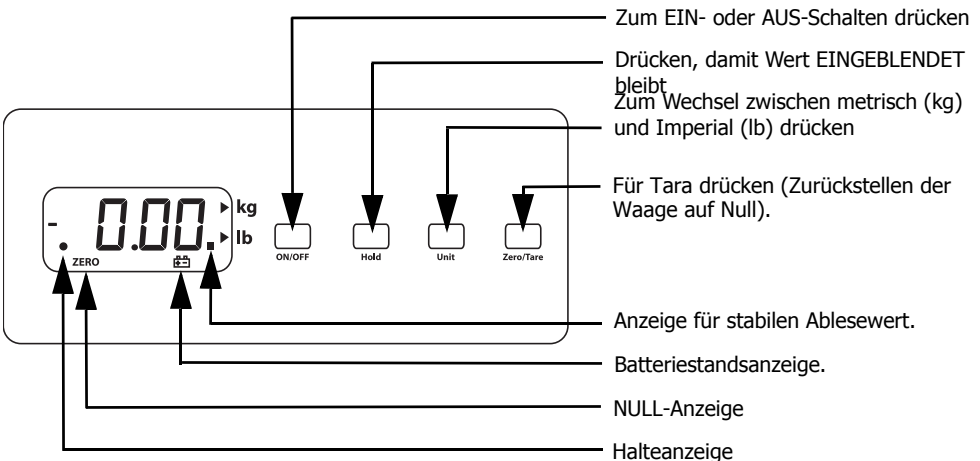 Zum EIN- oder AUS-Schalten drücken
Drücken, damit Wert EINGEBLENDET
bleibt
Zum Wechsel zwischen metrisch (kg)
und Imperial (lb) drücken
Für Tara drücken (Zurückstellen der
Waage auf Null).
- 0.00. kg
lb
ZERO
ON/OFF Hold Unit Zero/Tare
Anzeige für stabilen Ablesewert.
Batteriestandsanzeige.
NULL-Anzeige
Halteanzeige